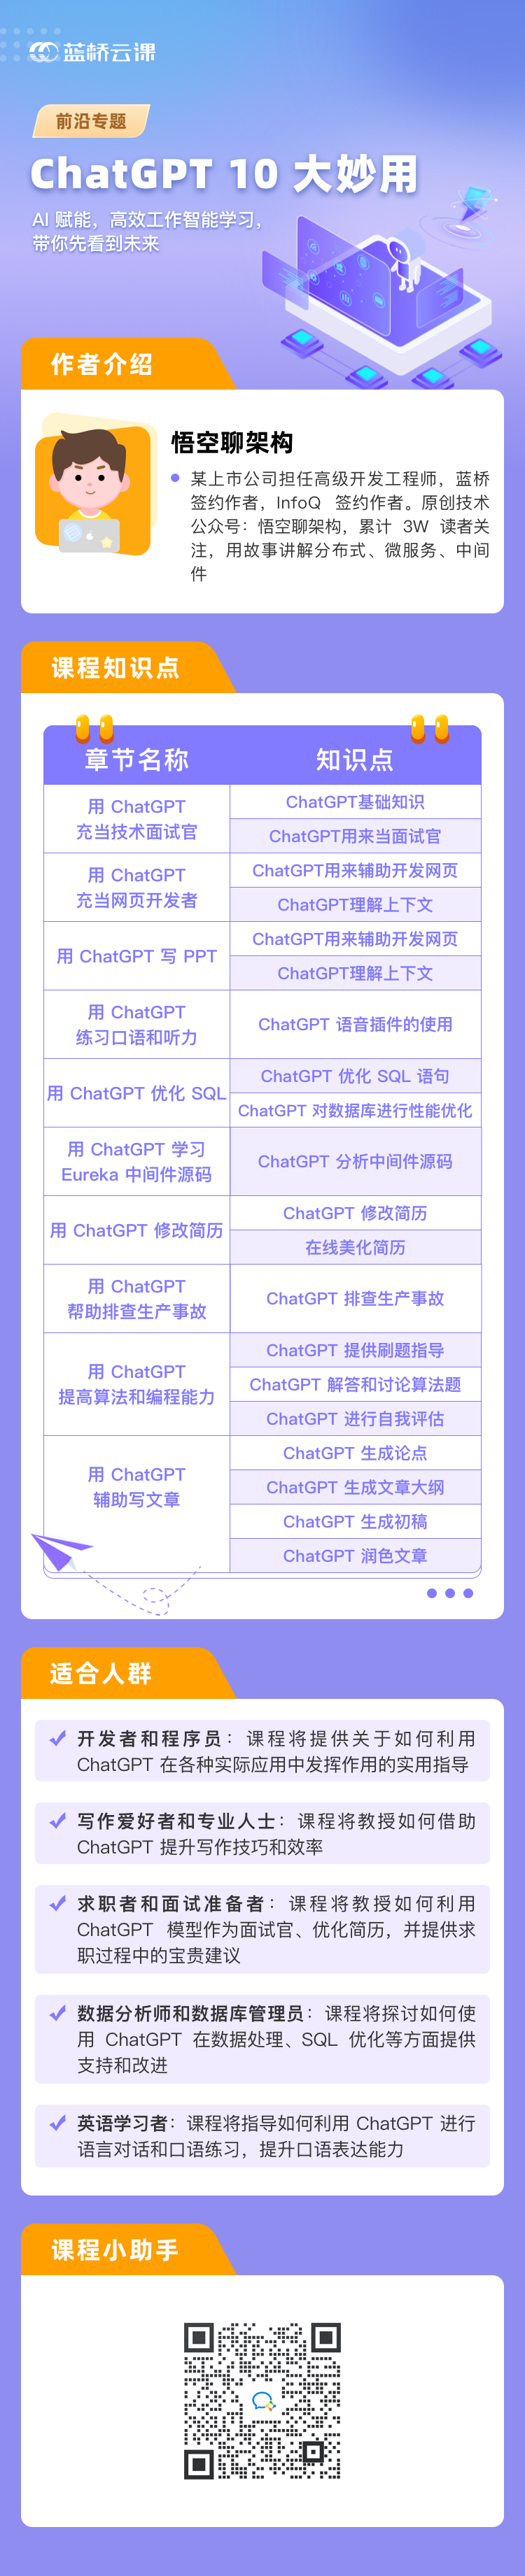 蓝桥云课
前沿专题
ChatGPT 10 大妙用
AI 赋能，高效工作智能学习，
带你先看到未来
作者介绍
悟空聊架构
某上市公司担任高级开发工程师，蓝桥
签约作者，InfoQ 签约作者。原创技术
公众号：悟空聊架构，累计 3W 读者关
注，用故事讲解分布式、微服务、中间
件
课程知识点
章节名称
知识点
用 ChatGPT
充当技术面试官
ChatGPT基础知识
ChatGPT用来当面试官
用 ChatGPT
充当网页开发者
ChatGPT用来辅助开发网页
ChatGPT理解上下文
用 ChatGPT 写 PPT
ChatGPT用来辅助开发网页
ChatGPT理解上下文
用 ChatGPT
练习口语和听力
ChatGPT 语音插件的使用
用 ChatGPT 优化 SQL
ChatGPT 优化 SQL 语句
ChatGPT 对数据库进行性能优化
用 ChatGPT 学习
Eureka 中间件源码
ChatGPT 分析中间件源码
用 ChatGPT 修改简历
ChatGPT 修改简历
在线美化简历
用 ChatGPT
帮助排查生产事故
ChatGPT 排查生产事故
用 ChatGPT
提高算法和编程能力
ChatGPT 提供刷题指导
ChatGPT 解答和讨论算法题
ChatGPT 进行自我评估
用 ChatGPT
辅助写文章
ChatGPT 生成论点
ChatGPT 生成文章大纲
ChatGPT 生成初稿
ChatGPT 润色文章
适合人群
开发者和程序员：课程将提供关于如何利用
ChatGPT 在各种实际应用中发挥作用的实用指导
写作爱好者和专业人士：课程将教授如何借助
ChatGPT 提升写作技巧和效率
求职者和面试准备者：课程将教授如何利用
ChatGPT 模型作为面试官、优化简历，并提供求
职过程中的宝贵建议
数据分析师和数据库管理员：课程将探讨如何使
用 ChatGPT 在数据处理、SQL 优化等方面提供
支持和改进
英语学习者：课程将指导如何利用 ChatGPT 进行
语言对话和口语练习，提升口语表达能力
课程小助手